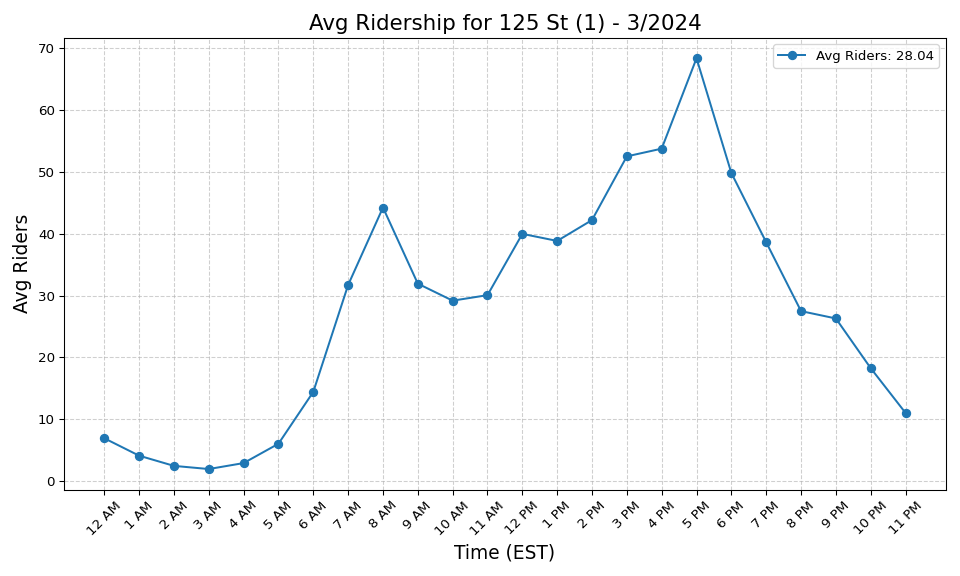 Avg Ridership for 125 St (1) - 3/2024
Avg Riders: 28.04
Avg Riders
70
60
50
40
30
20
10
0
12 AM
1 AM
2 AM
3 AM
4 AM
5 AM
6 AM
7 AM
8 AM
9 AM
10 AM
11 AM
12 PM
1 PM
2 PM
3 PM
4 PM
5 PM
6 PM
7 PM
8 PM
9 PM
10 PM
11 PM
Time (EST)